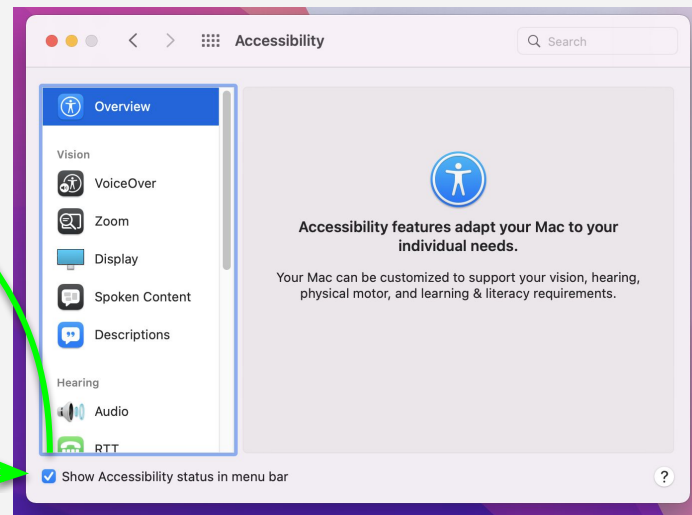 Accessibility
Search
Overview
Vision
VoiceOver
Zoom
Display
Spoken Content
Descriptions
Hearing
Audio
RTT
Accessibility features adapt your Mac to your
individual needs.
Your Mac can be customized to support your vision, hearing,
physical motor, and learning & literacy requirements.
Show Accessibility status in menu bar
?